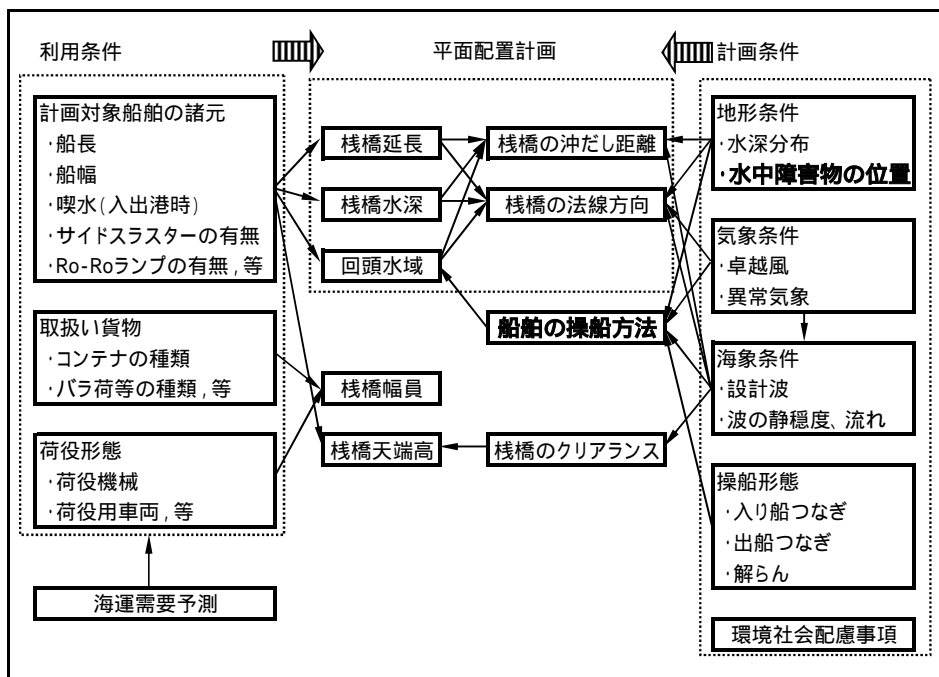 利用条件
平面配置計画
計画条件
計画対象船舶の諸元
・船長
・船幅
・喫水(入出港時)
・サイドスラスターの有無
・Ro-Roランプの有無,等
取扱い貨物
・コンテナの種類
・バラ荷等の種類,等
荷役形態
・荷役機械
・荷役用車両,等
海運需要予測
桟橋延長
桟橋水深
回頭水域
桟橋幅員
桟橋天端高
桟橋の沖だし距離
桟橋の法線方向
船舶の操船方法
桟橋のクリアランス
地形条件
・水深分布
・水中障害物の位置
気象条件
・卓越風
・異常気象
海象条件
・設計波
・波の静穏度、流れ
操船形態
・入り船つなぎ
・出船つなぎ
・解らん
環境社会配慮事項